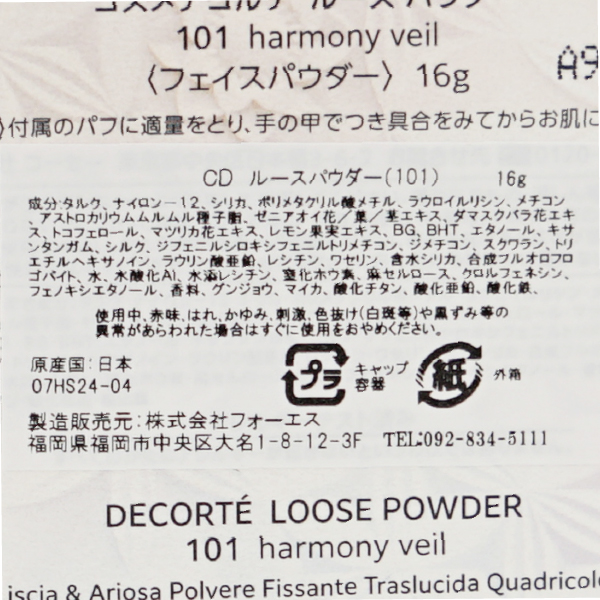 コスメデコルテ ルース パウダー
101 harmony veil
〈フェイスパウダー〉 16g
A9
付属のパフに適量をとり、手の甲でつき具合をみてからお肌に
CD ルースパウダー(101) 16g
成分:タルク、ナイロン-12、シリカ、ポリメタクリル酸メチル、ラウロイルリシン、メチコン
、アストロカリウムムルムル種子脂、ゼニアオイ花/葉/茎エキス、ダマスクバラ花エキ
ス、トコフェロール、マツリカ花エキス、レモン果実エキス、BG、BHT、エタノール、キサ
ンタンガム、シルク、ジフェニルシロキシフェニルトリメチコン、ジメチコン、スクワラン、トリ
エチルヘキサノイン、ラウリン酸亜鉛、レシチン、ワセリン、含水シリカ、合成フルオロフロ
ゴパイト、水、水酸化Al、水添レシチン、窒化ホウ素、麻セルロース、クロルフェネシン、
フェノキシエタノール、香料、グンジョウ、マイカ、酸化チタン、酸化亜鉛、酸化鉄、
使用中、赤味、はれ、かゆみ、刺激、色抜け(白斑等)や黒ずみ等の
異常があらわれた場合はすぐに使用をおやめください。
原産国:日本
07HS24-04
プラ
キャップ
容器
紙
外箱
製造販売元:株式会社フォーエス
福岡県福岡市中央区大名1-8-12-3F TEL:092-834-5111
DECORTÉ LOOSE POWDER
101 harmony veil
iscia & Ariosa Polvere Fissante Traslucida Quadricolo